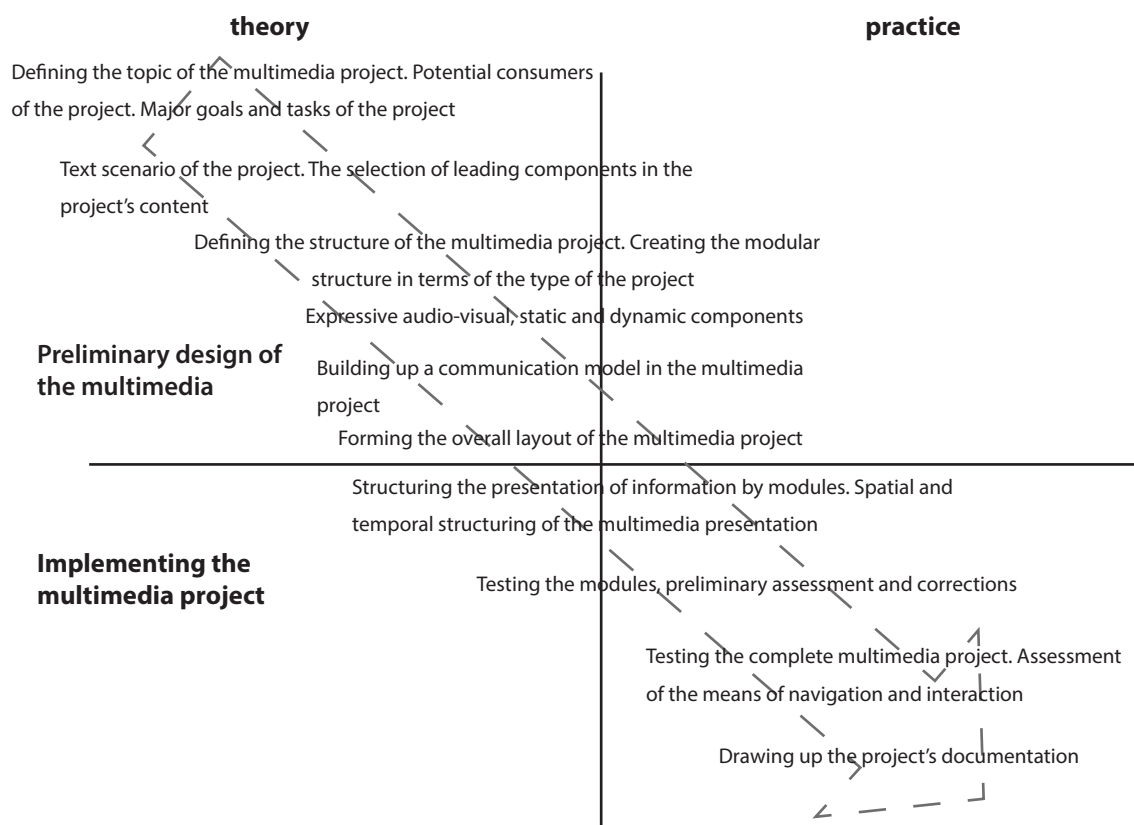 theory
practice
Defining the topic of the multimedia project. Potential consumers
of the project. Major goals and tasks of the project
Text scenario of the project. The selection of leading components in the
project's content
Defining the structure of the multimedia project. Creating the modular
structure in terms of the type of the project
Expressive audio-visual, static and dynamic components
Preliminary design of
the multimedia
Building up a communication model in the multimedia
project
Forming the overall layout of the multimedia project
Structuring the presentation of information by modules. Spatial and
temporal structuring of the multimedia presentation
Implementing the
multimedia project
Testing the modules, preliminary assessment and corrections
Testing the complete multimedia project. Assessment
of the means of navigation and interaction
Drawing up the project's documentation